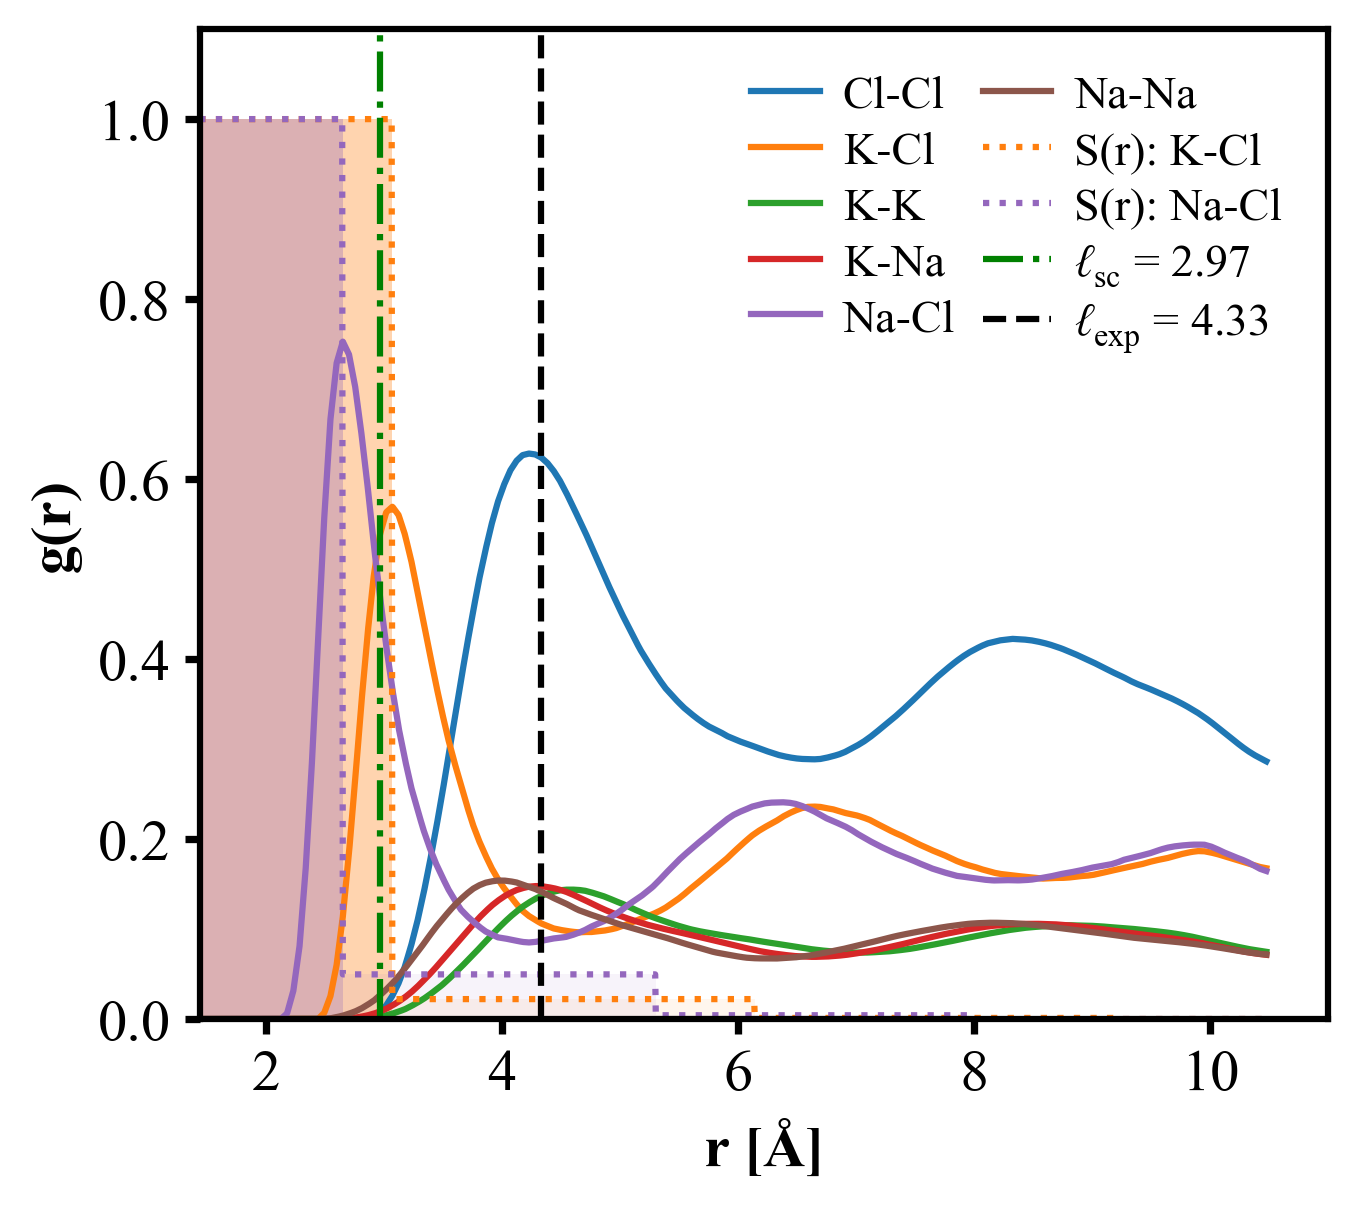 1.0
0.8
0.6
0.4
0.2
0.0
g(r)
Cl-Cl
K-Cl
K-K
K-Na
Na-Cl
Na-Na
S(r): K-Cl
S(r): Na-Cl
ℓsc = 2.97
ℓexp = 4.33
2 4 6 8 10
r [Å]